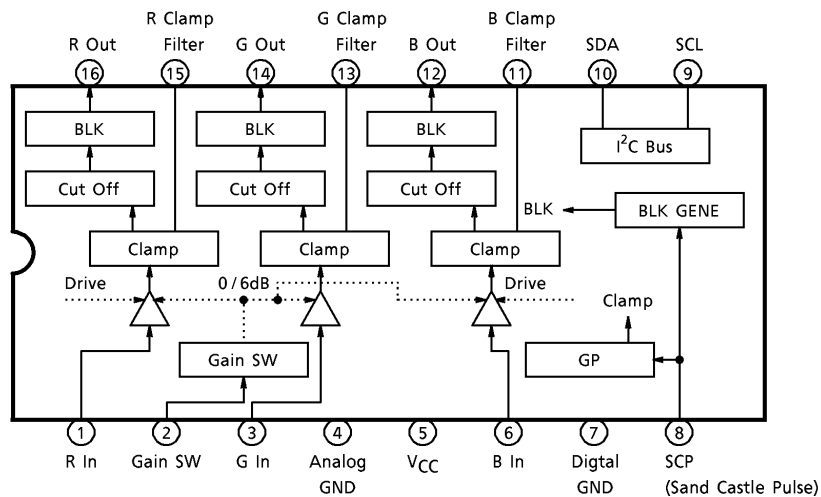 R Clamp G Clamp B Clamp
R Out Filter G Out Filter B Out Filter SDA SCL
16 15 14 13 12 11 10 9
BLK BLK BLK
I²C Bus
Cut Off Cut Off Cut Off
BLK BLK GENE
Clamp Clamp Clamp
Drive 0 / 6dB Drive
Clamp
Gain SW GP
1 2 3 4 5 6 7 8
R In Gain SW G In Analog VCC B In Digtal SCP
GND GND (Sand Castle Pulse)